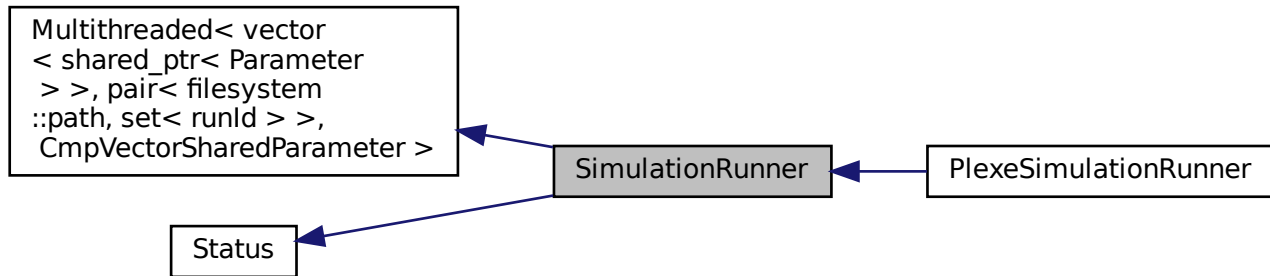 Multithreaded< vector
< shared_ptr< Parameter
> >, pair< filesystem
::path, set< runId > >,
CmpVectorSharedParameter >
SimulationRunner
PlexeSimulationRunner
Status